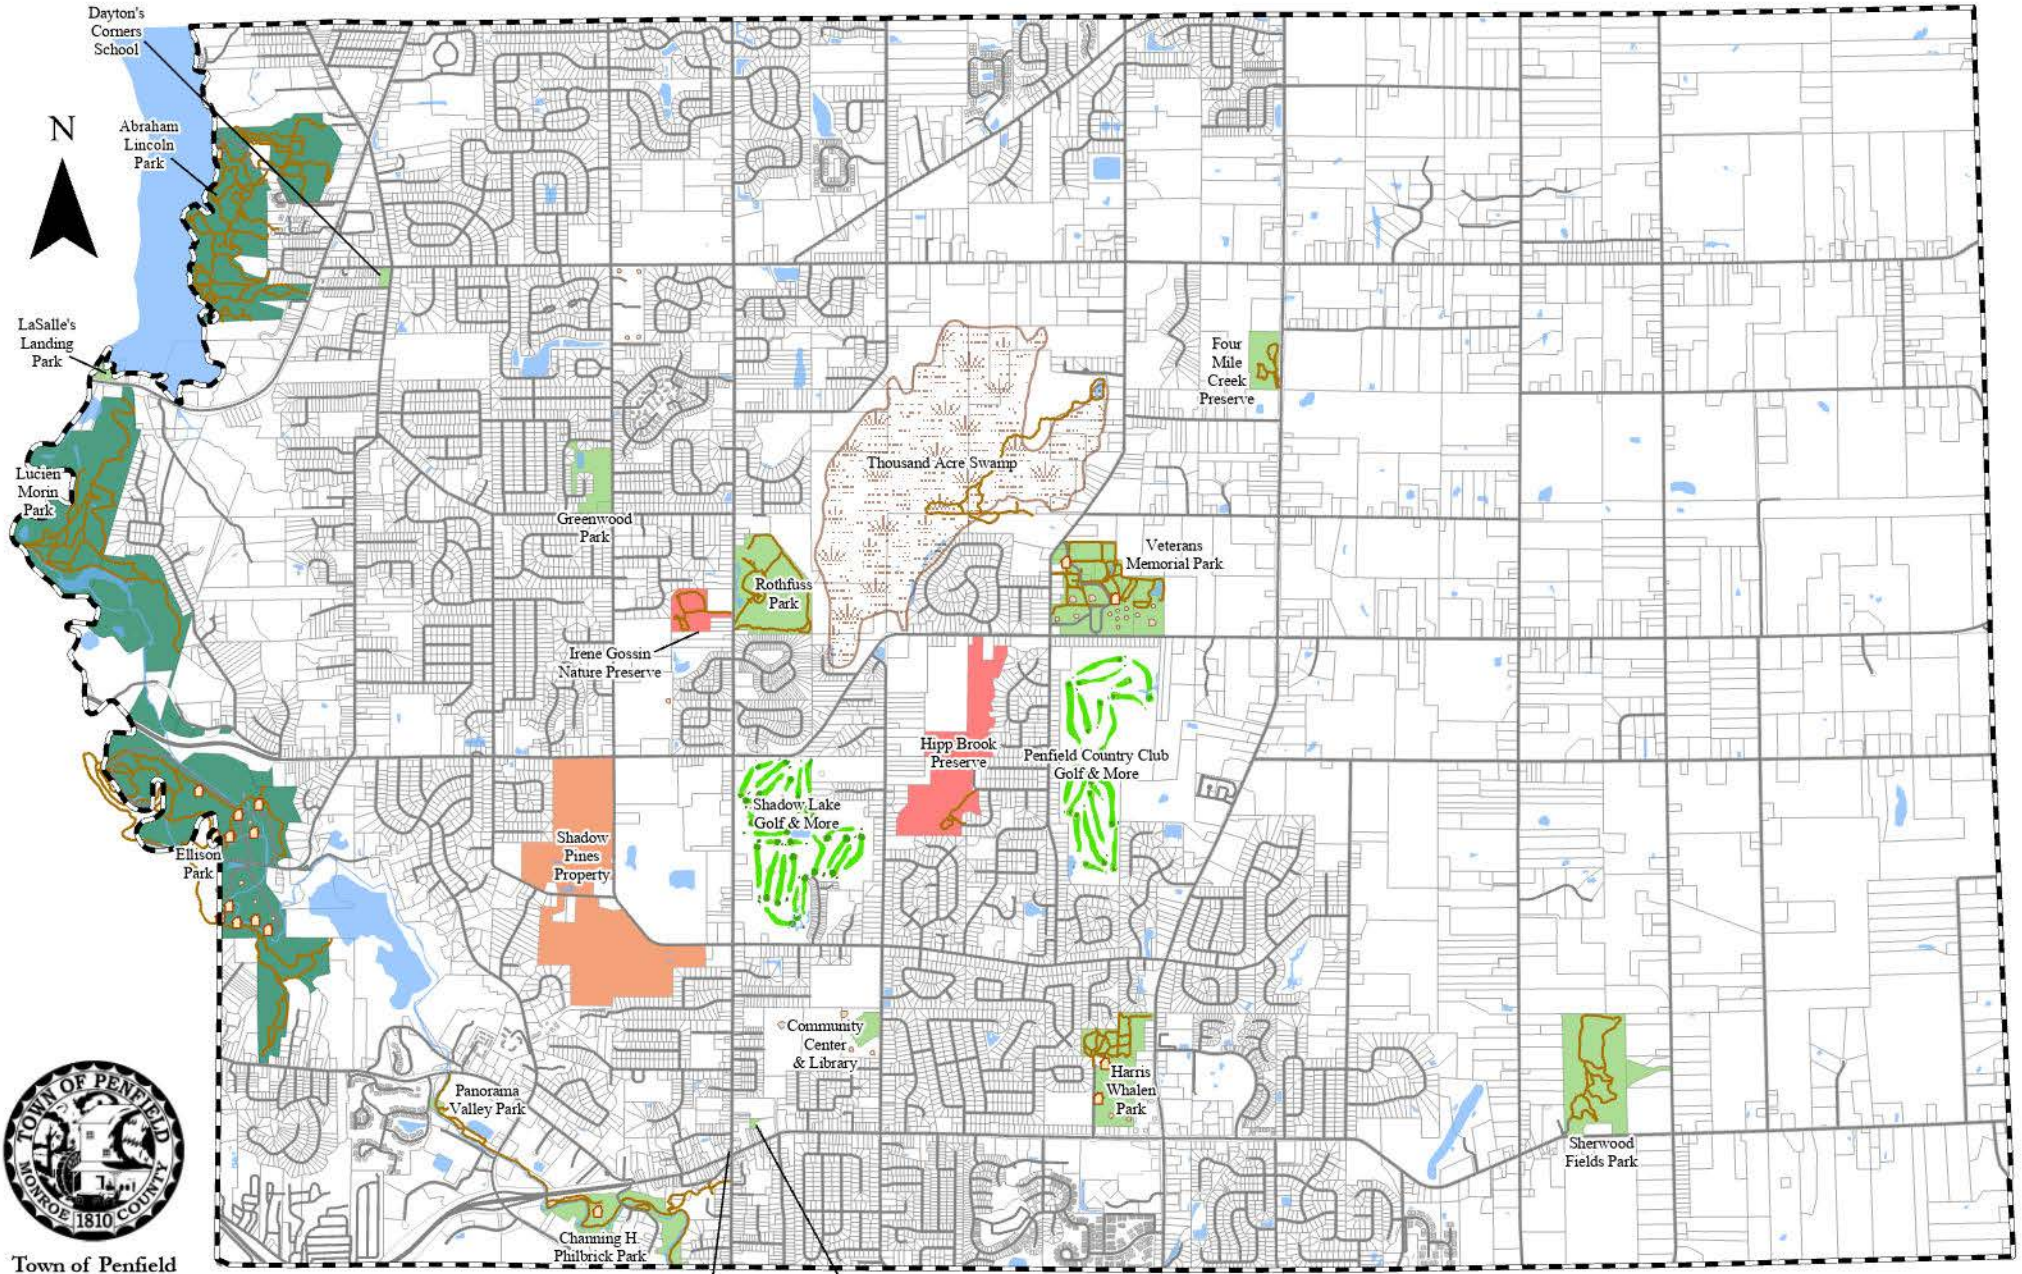 Dayton's
Corners
School
N
Abraham
Lincoln
Park
LaSalle's
Landing
Park
Four
Mile
Creek
Preserve
Lucien
Morin
Park
Thousand Acre Swamp
Greenwood
Park
Veterans
Memorial Park
Rothfuss
Park
Irene Gossin
Nature Preserve
Hipp Brook
Preserve
Penfield Country Club
Golf & More
Shadow Lake
Golf & More
Shadow
Pines
Property
Ellison
Park
Community
Center
& Library
Harris
Whalen
Park
Panorama
Valley Park
Sherwood
Fields Park
Channing H.
Philbrick Park
TOWN OF PENFIELD
MONROE 1810 COUNTY
Town of Penfield